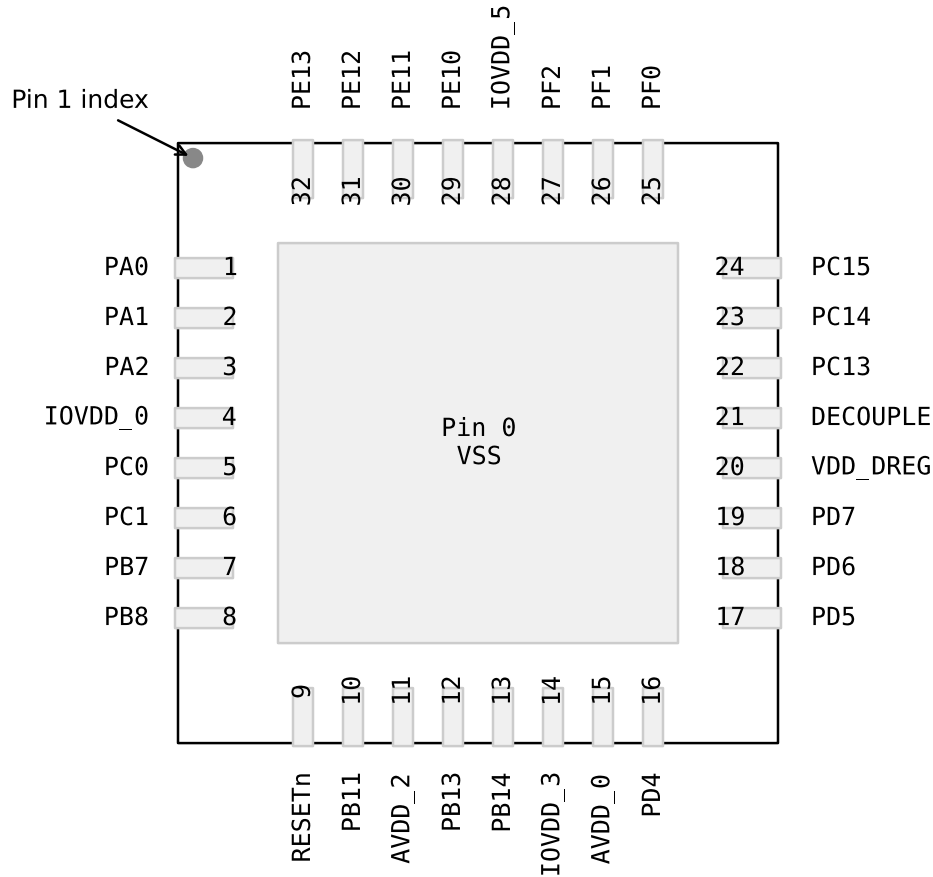 PE13
PE12
PE11
PE10
IOVDD_5
PF2
PF1
PF0
Pin 1 index
32
31
30
29
28
27
26
25
PA0 1
PA1 2
PA2 3
IOVDD_0 4
PC0 5
PC1 6
PB7 7
PB8 8
Pin 0
VSS
24 PC15
23 PC14
22 PC13
21 DECOUPLE
20 VDD_DREG
19 PD7
18 PD6
17 PD5
9
10
11
12
13
14
15
16
RESETn
PB11
AVDD_2
PB13
PB14
IOVDD_3
AVDD_0
PD4